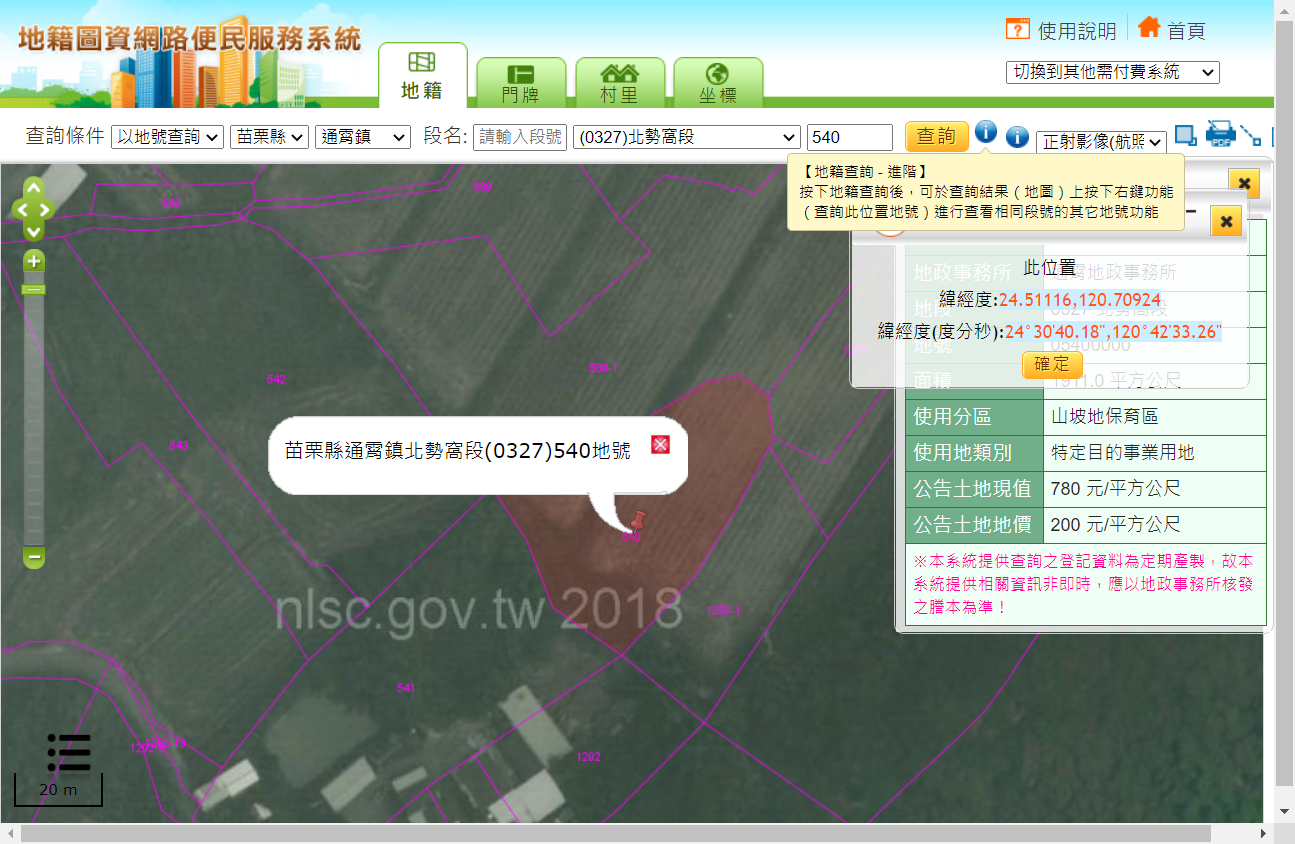 地籍圖資網路便民服務系統
使用說明
首頁
切換到其他需付費系統
地籍
門牌
村里
坐標
查詢條件 以地號查詢 苗栗縣 通霄鎮 段名: 請輸入段號 (0327)北勢窩段 540 查詢 正射影像(航照
【地籍查詢 - 進階】
按下地籍查詢後，可於查詢結果（地圖）上按下右鍵功能
（查詢此位置地號）進行查看相同段號的其它地號功能
此位置
緯經度:24.51116,120.70924
緯經度(度分秒):24°30'40.18",120°42'33.26"
確定
地政事務所 通霄地政事務所
地段 0327 北勢窩段
地號 05400000
面積 1911.0 平方公尺
使用分區 山坡地保育區
使用地類別 特定目的事業用地
公告土地現值 780 元/平方公尺
公告土地地價 200 元/平方公尺
※本系統提供查詢之登記資料為定期產製，故本
系統提供相關資訊非即時，應以地政事務所核發
之謄本為準！
苗栗縣通霄鎮北勢窩段(0327)540地號
539
539-1
542
543
540
1293-1
541
1292
nlsc.gov.tw 2018
20 m
PDF